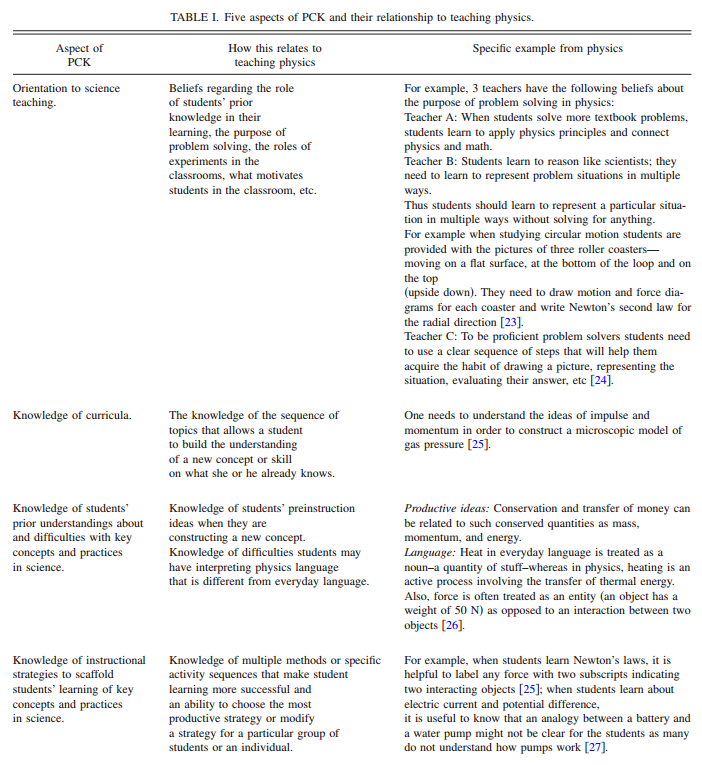 TABLE I. Five aspects of PCK and their relationship to teaching physics.
Aspect of
PCK
How this relates to
teaching physics
Specific example from physics
Orientation to science
teaching.
Beliefs regarding the role
of students' prior
knowledge in their
learning, the purpose of
problem solving, the roles of
experiments in the
classrooms, what motivates
students in the classroom, etc.
For example, 3 teachers have the following beliefs about
the purpose of problem solving in physics:
Teacher A: When students solve more textbook problems,
students learn to apply physics principles and connect
physics and math.
Teacher B: Students learn to reason like scientists; they
need to learn to represent problem situations in multiple
ways.
Thus students should learn to represent a particular situa-
tion in multiple ways without solving for anything.
For example when studying circular motion students are
provided with the pictures of three roller coasters—
moving on a flat surface, at the bottom of the loop and on
the top
(upside down). They need to draw motion and force dia-
grams for each coaster and write Newton's second law for
the radial direction [23].
Teacher C: To be proficient problem solvers students need
to use a clear sequence of steps that will help them
acquire the habit of drawing a picture, representing the
situation, evaluating their answer, etc [24].
Knowledge of curricula.
The knowledge of the sequence of
topics that allows a student
to build the understanding
of a new concept or skill
on what she or he already knows.
One needs to understand the ideas of impulse and
momentum in order to construct a microscopic model of
gas pressure [25].
Knowledge of students'
prior understandings about
and difficulties with key
concepts and practices
in science.
Knowledge of students' preinstruction
ideas when they are
constructing a new concept.
Knowledge of difficulties students may
have interpreting physics language
that is different from everyday language.
Productive ideas: Conservation and transfer of money can
be related to such conserved quantities as mass,
momentum, and energy.
Language: Heat in everyday language is treated as a
noun–a quantity of stuff–whereas in physics, heating is an
active process involving the transfer of thermal energy.
Also, force is often treated as an entity (an object has a
weight of 50 N) as opposed to an interaction between two
objects [26].
Knowledge of instructional
strategies to scaffold
students' learning of key
concepts and practices
in science.
Knowledge of multiple methods or specific
activity sequences that make student
learning more successful and
an ability to choose the most
productive strategy or modify
a strategy for a particular group of
students or an individual.
For example, when students learn Newton's laws, it is
helpful to label any force with two subscripts indicating
two interacting objects [25]; when students learn about
electric current and potential difference,
it is useful to know that an analogy between a battery and
a water pump might not be clear for the students as many
do not understand how pumps work [27].